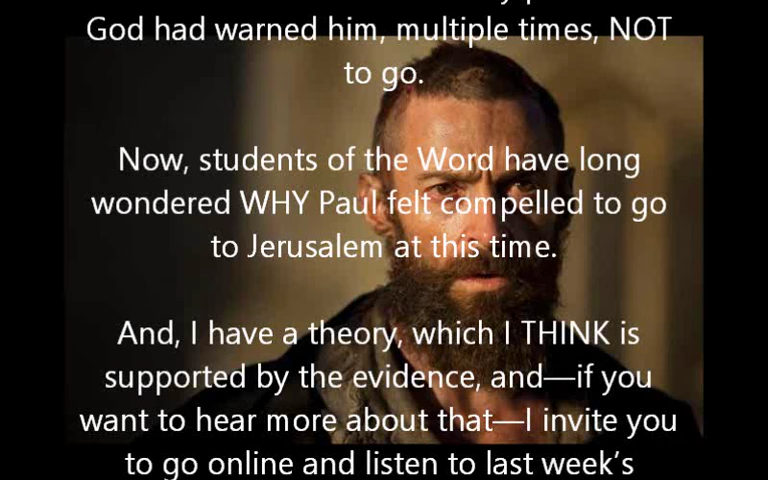 God had warned him, multiple times, NOT
to go.
Now, students of the Word have long
wondered WHY Paul felt compelled to go
to Jerusalem at this time.
And, I have a theory, which I THINK is
supported by the evidence, and—if you
want to hear more about that—I invite you
to go online and listen to last week's